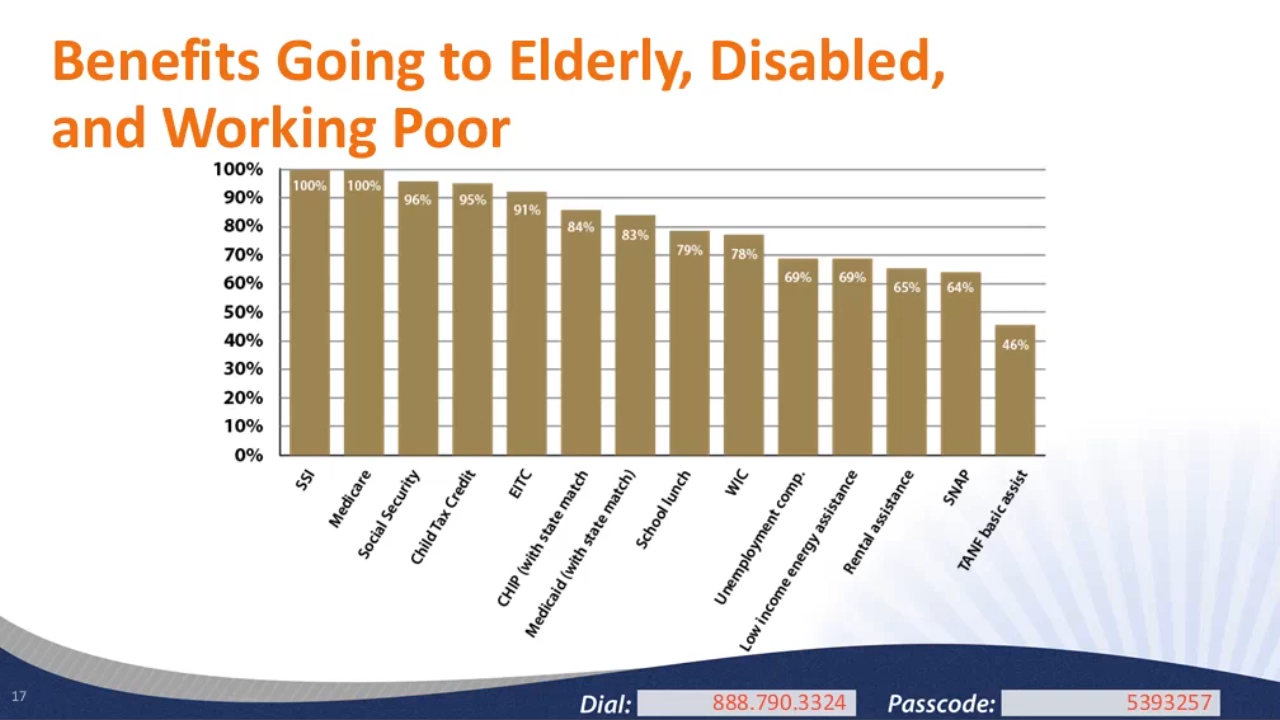 Benefits Going to Elderly, Disabled,
and Working Poor
100%
90%
80%
70%
60%
50%
40%
30%
20%
10%
0%
100%
100%
96%
95%
91%
84%
83%
79%
78%
69%
69%
65%
64%
46%
SSI
Medicare
Social Security
Child Tax Credit
EITC
CHIP (with state match
Medicaid (with state match)
School lunch
WIC
Unemployment comp.
Low income energy assistance
Rental assistance
SNAP
TANF basic assist
17
Dial: 888.790.3324 Passcode: 5393257